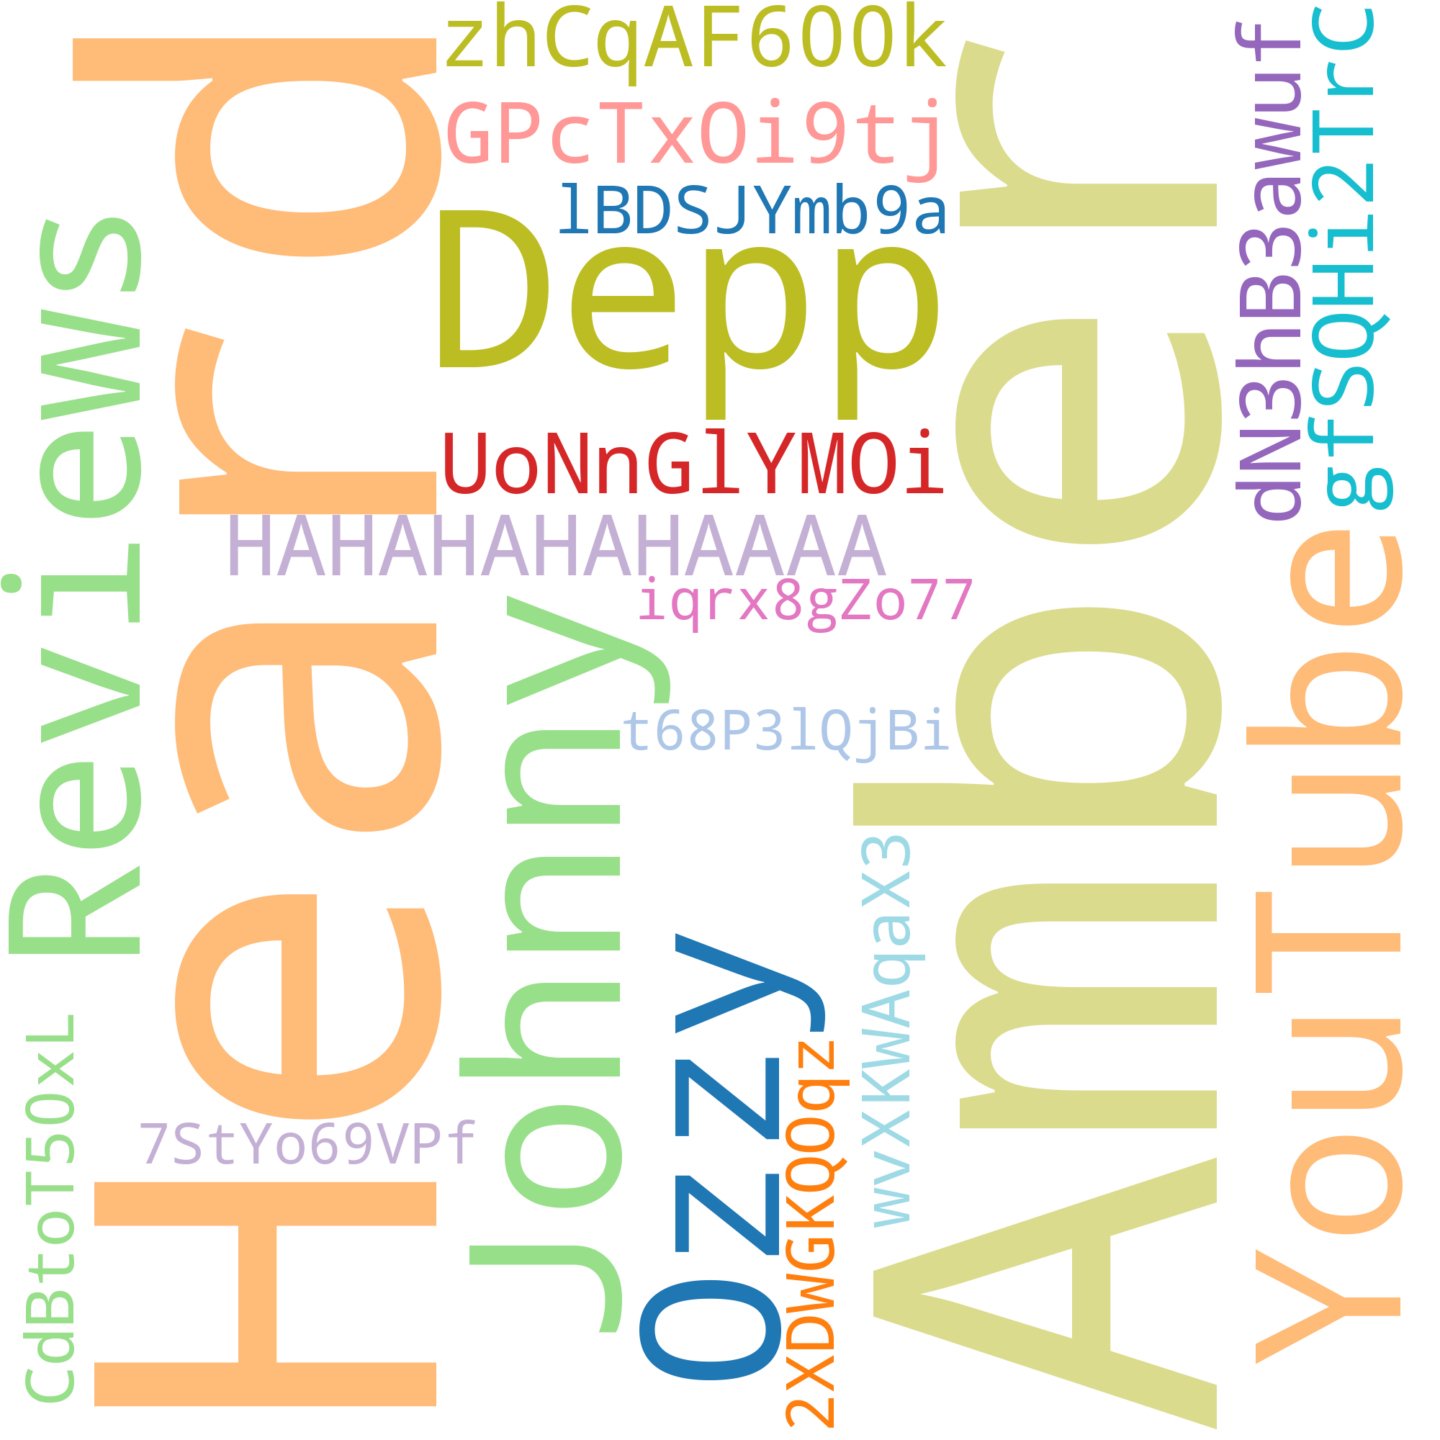 zhCqAF600k
GPcTxOi9tj
lBDSJYmb9a
Depp
UoNnGlYMOi
HAHAHAHAHAAAA
iqrx8gZo77
t68P3lQjBi
7StYo69VPf
Reviews
CdBtoT50xL
Heard
Johnny
Ozzy
2XDWGKQOqz
wvXKWAqaX3
Amber
dN3hB3awuf
gfSQHi2TrC
YouTube